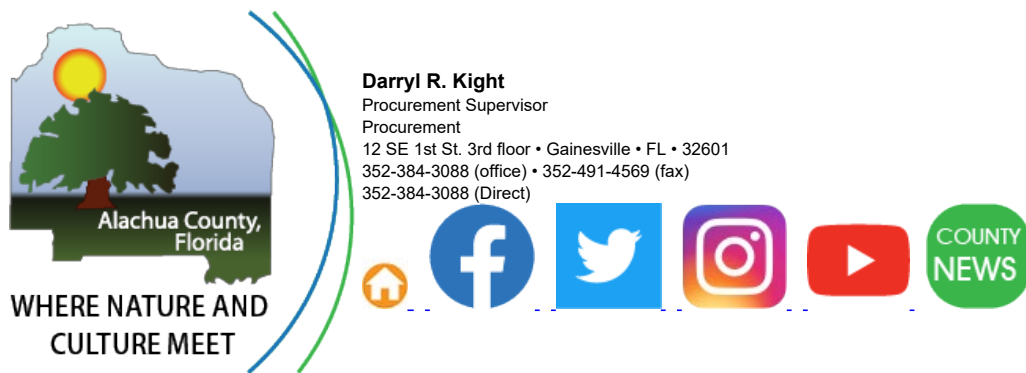 Alachua County,
Florida
WHERE NATURE AND
CULTURE MEET
Darryl R. Kight
Procurement Supervisor
Procurement
12 SE 1st St. 3rd floor • Gainesville • FL • 32601
352-384-3088 (office) • 352-491-4569 (fax)
352-384-3088 (Direct)
COUNTY
NEWS